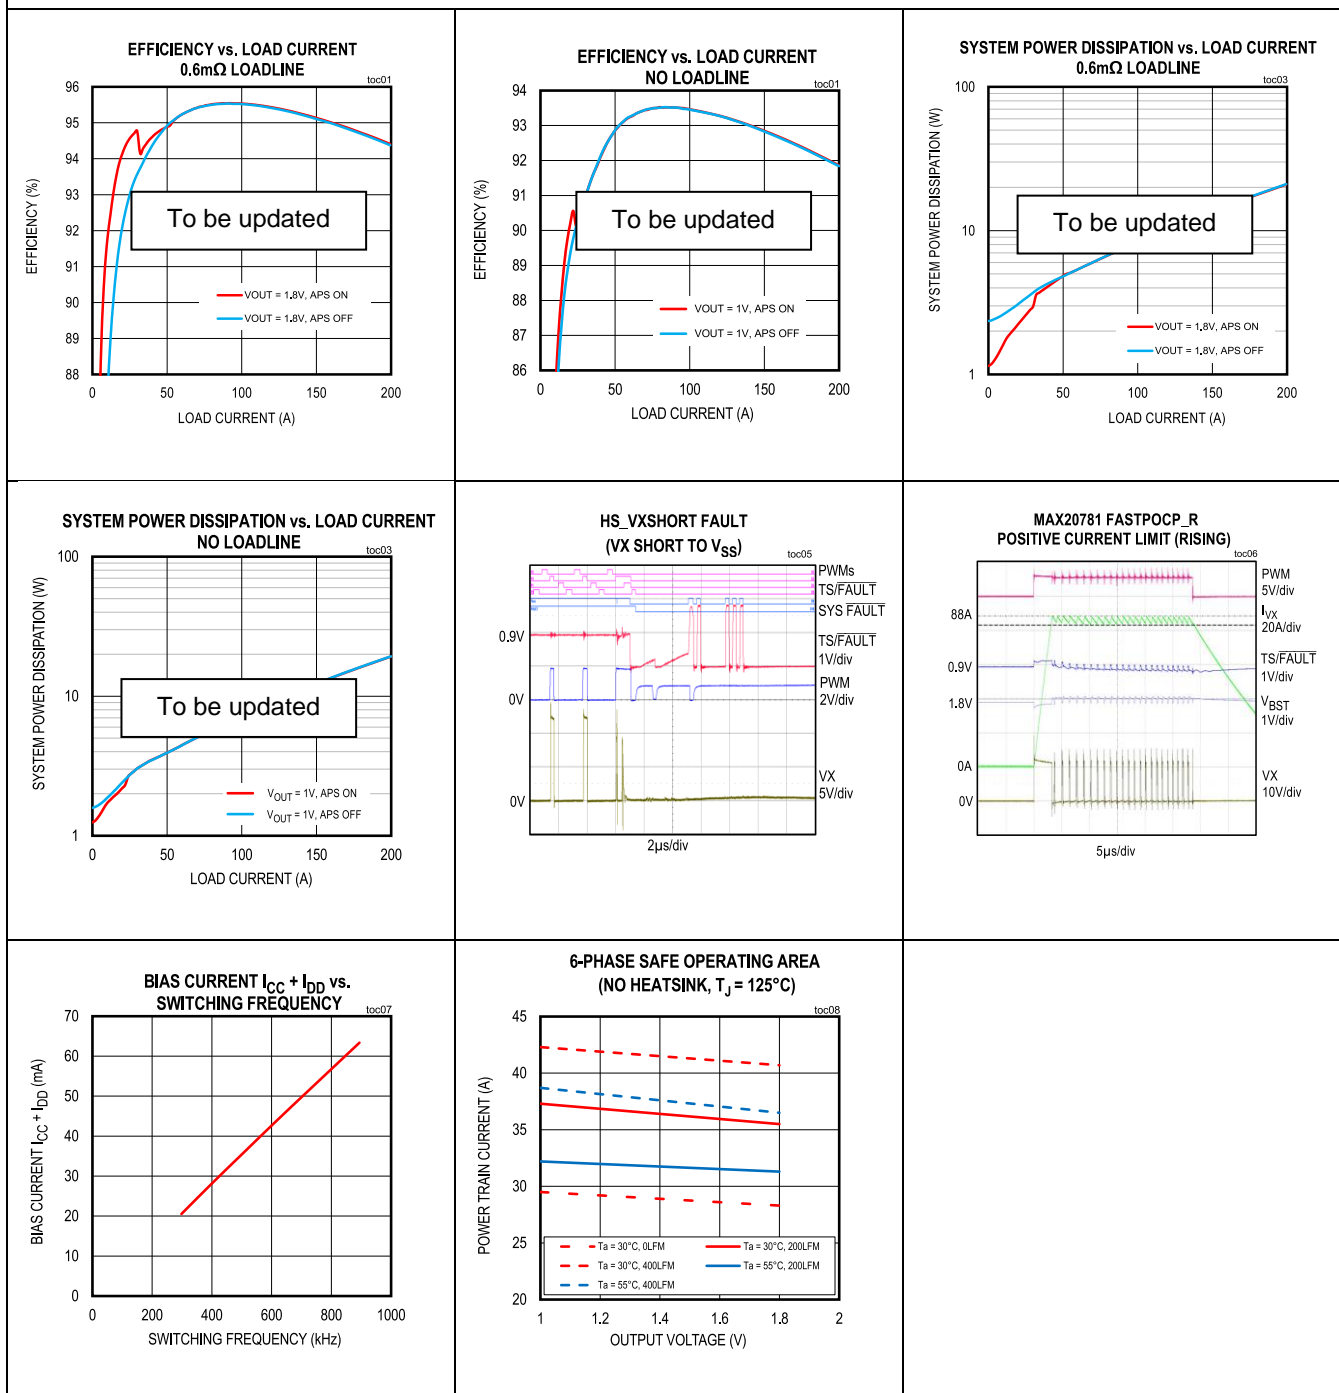 EFFICIENCY vs. LOAD CURRENT
0.6mΩ LOADLINE
toc01
96
95
94
93
92
91
90
89
88
EFFICIENCY (%)
To be updated
VOUT = 1.8V, APS ON
VOUT = 1.8V, APS OFF
0 50 100 150 200
LOAD CURRENT (A)
EFFICIENCY vs. LOAD CURRENT
NO LOADLINE
toc01
94
93
92
91
90
89
88
87
86
EFFICIENCY (%)
To be updated
VOUT = 1V, APS ON
VOUT = 1V, APS OFF
0 50 100 150 200
LOAD CURRENT (A)
SYSTEM POWER DISSIPATION vs. LOAD CURRENT
0.6mΩ LOADLINE
toc03
100
10
1
SYSTEM POWER DISSIPATION (W)
To be updated
VOUT = 1.8V, APS ON
VOUT = 1.8V, APS OFF
0 50 100 150 200
LOAD CURRENT (A)
SYSTEM POWER DISSIPATION vs. LOAD CURRENT
NO LOADLINE
toc03
100
10
1
SYSTEM POWER DISSIPATION (W)
To be updated
VOUT = 1V, APS ON
VOUT = 1V, APS OFF
0 50 100 150 200
LOAD CURRENT (A)
HS_VXSHORT FAULT
(VX SHORT TO VSS)
toc05
PWMs
TS/FAULT
SYS FAULT
0.9V
TS/FAULT
1V/div
PWM
0V
2V/div
VX
5V/div
0V
2µs/div
MAX20781 FASTPOCP_R
POSITIVE CURRENT LIMIT (RISING)
toc06
PWM
5V/div
88A
IVX
20A/div
0.9V
TS/FAULT
1V/div
1.8V
VBST
1V/div
0A
VX
10V/div
0V
5µs/div
BIAS CURRENT ICC + IDD vs.
SWITCHING FREQUENCY
toc07
70
60
50
40
30
20
10
0
BIAS CURRENT ICC + IDD (mA)
0 200 400 600 800 1000
SWITCHING FREQUENCY (kHz)
6-PHASE SAFE OPERATING AREA
(NO HEATSINK, TJ = 125°C)
toc08
45
40
35
30
25
20
POWER TRAIN CURRENT (A)
Ta = 30°C, 0LFM
Ta = 30°C, 200LFM
Ta = 30°C, 400LFM
Ta = 55°C, 200LFM
Ta = 55°C, 400LFM
1 1.2 1.4 1.6 1.8 2
OUTPUT VOLTAGE (V)